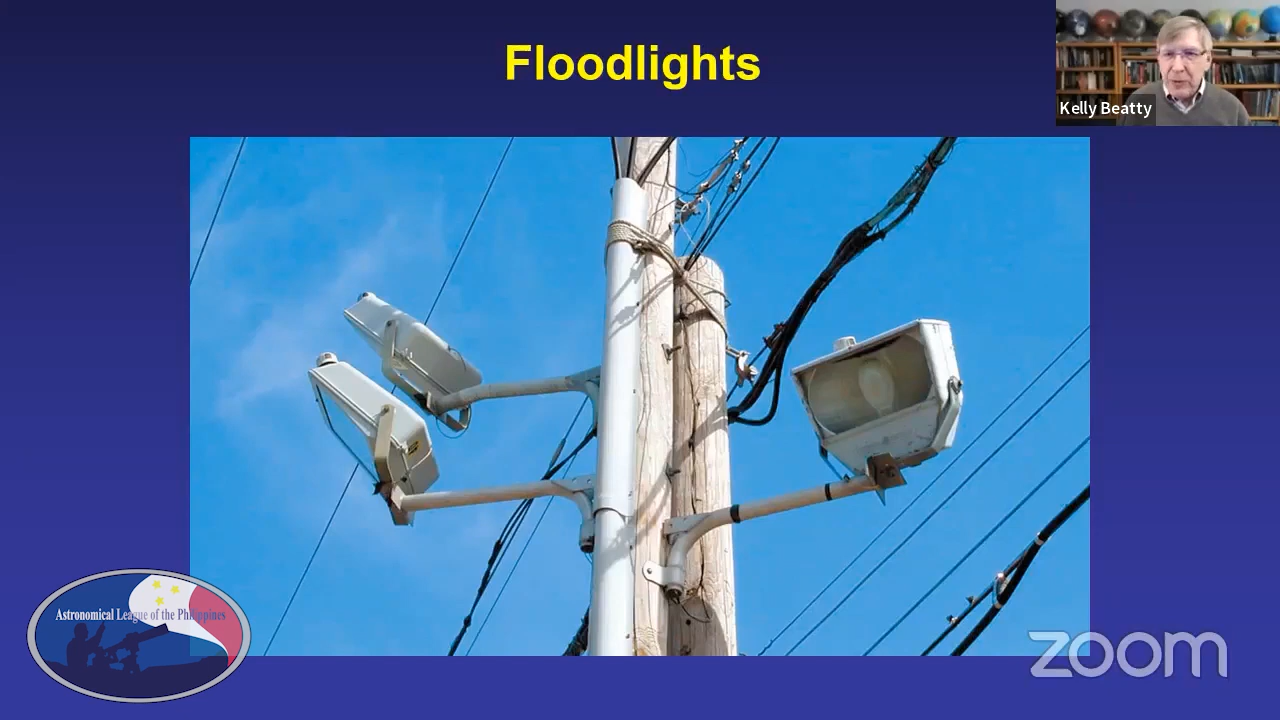 Floodlights
Kelly Beatty
Astronomical League of the Philippines
zoom